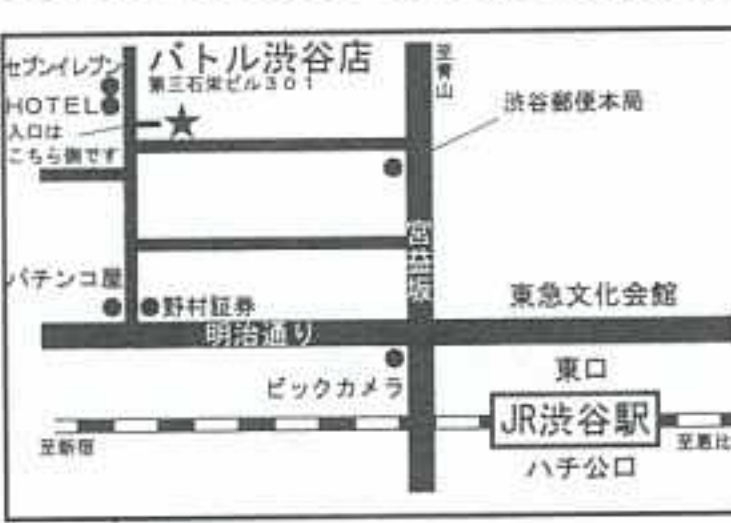 セブンイレブン
HOTEL
入口は
こちら側です
バトル渋谷店
第三石栄ビル301
至青山
渋谷郵便本局
宮益坂
パチンコ屋
野村証券
明治通り
東急文化会館
ビックカメラ
東口
JR渋谷駅
ハチ公口
至新宿
至恵比